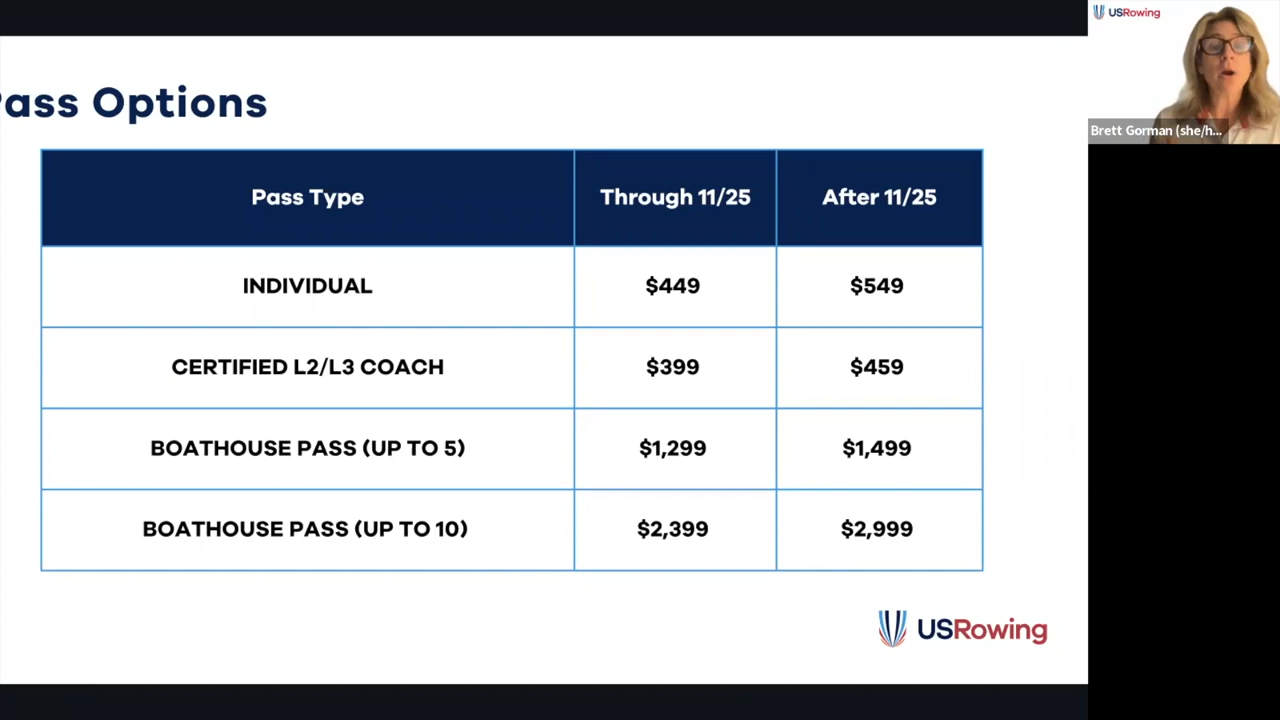 ass Options
Pass Type Through 11/25 After 11/25
INDIVIDUAL $449 $549
CERTIFIED L2/L3 COACH $399 $459
BOATHOUSE PASS (UP TO 5) $1,299 $1,499
BOATHOUSE PASS (UP TO 10) $2,399 $2,999
USRowing
USRowing
Brett Gorman (she/h...